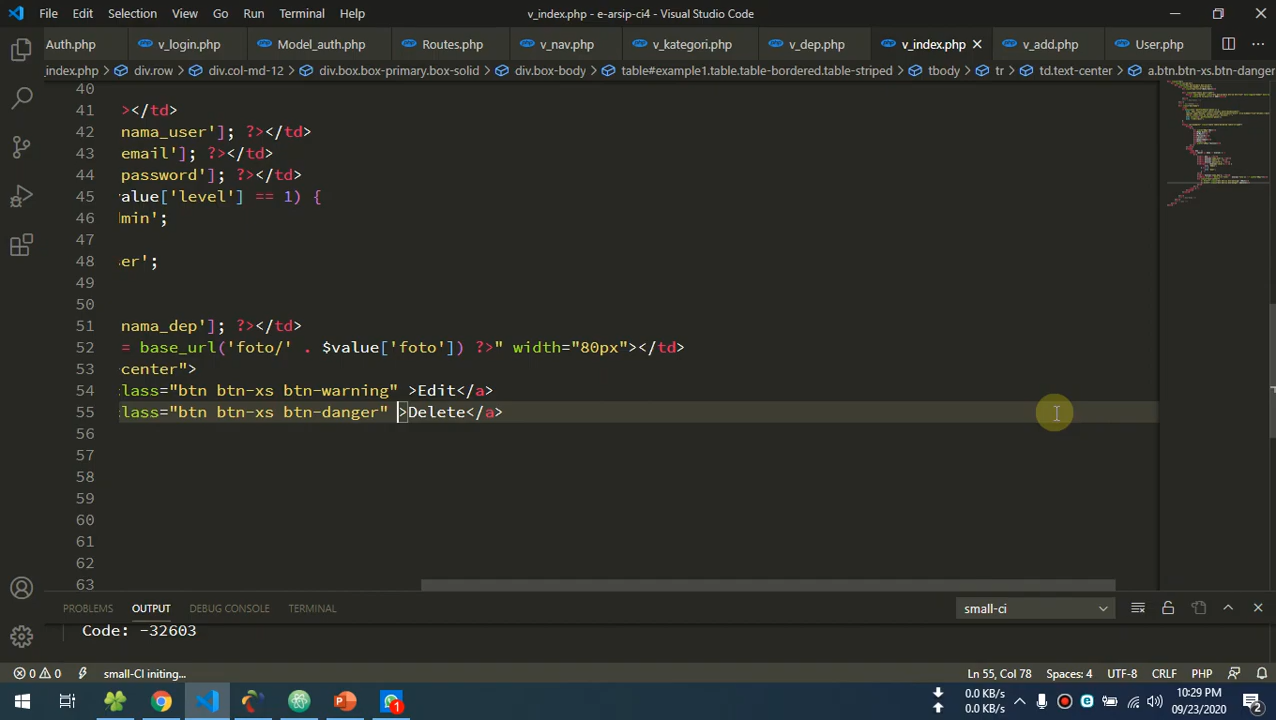 File Edit Selection View Go Run Terminal Help v_index.php - e-arsip-ci4 - Visual Studio Code
Auth.php v_login.php Model_auth.php Routes.php v_nav.php v_kategori.php v_dep.php v_index.php v_add.php User.php
_index.php > div.row > div.col-md-12 > div.box.box-primary.box-solid > div.box-body > table#example1.table.table-bordered.table-striped > tbody > tr > td.text-center > a.btn.btn-xs.btn-danger
40
41 ></td>
42 nama_user']; ?></td>
43 email']; ?></td>
44 password']; ?></td>
45 value['level'] == 1) {
46 min';
47
48 er';
49
50
51 nama_dep']; ?></td>
52 = base_url('foto/' . $value['foto']) ?>" width="80px"></td>
53 center">
54 lass="btn btn-xs btn-warning" >Edit</a>
55 lass="btn btn-xs btn-danger" >Delete</a>
56
57
58
59
60
61
62
63
PROBLEMS OUTPUT DEBUG CONSOLE TERMINAL small-ci
Code: -32603
0 0 small-CI initing... Ln 55, Col 78 Spaces: 4 UTF-8 CRLF PHP
0.0 KB/s
0.0 KB/s
10:29 PM
09/23/2020
1
2